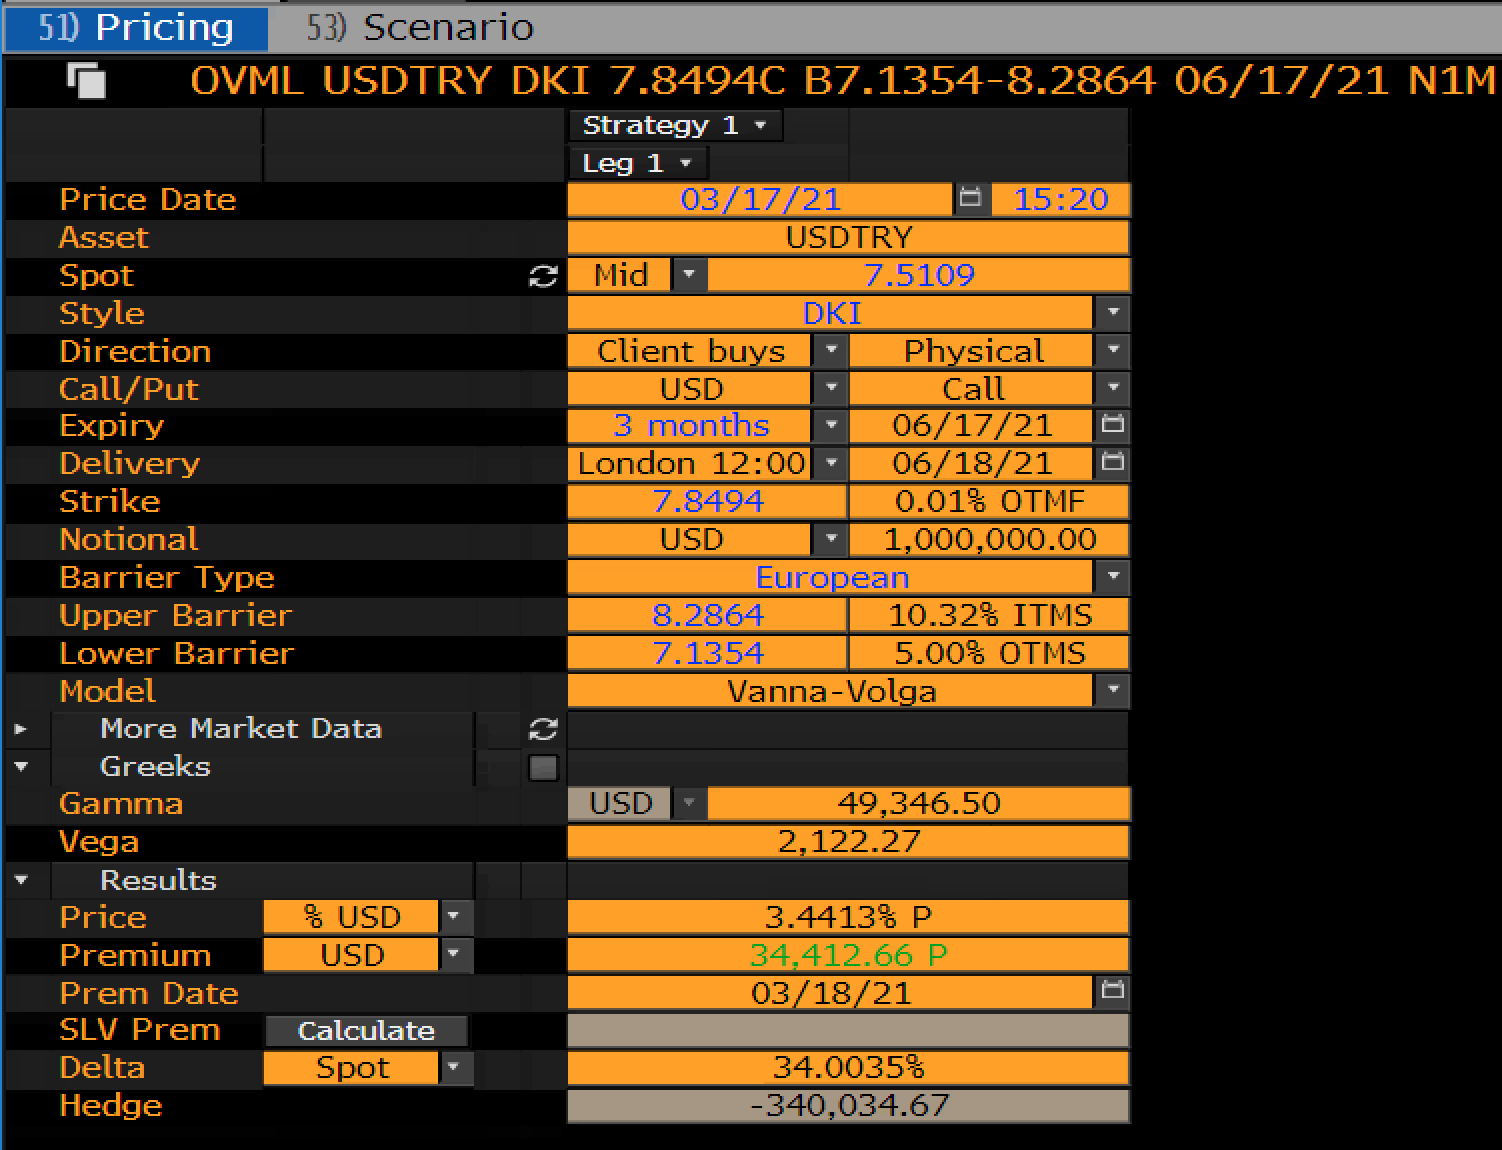 51) Pricing 53) Scenario
OVML USDTRY DKI 7.8494C B7.1354-8.2864 06/17/21 N1M
Strategy 1
Leg 1
Price Date 03/17/21 15:20
Asset USDTRY
Spot Mid 7.5109
Style DKI
Direction Client buys Physical
Call/Put USD Call
Expiry 3 months 06/17/21
Delivery London 12:00 06/18/21
Strike 7.8494 0.01% OTMF
Notional USD 1,000,000.00
Barrier Type European
Upper Barrier 8.2864 10.32% ITMS
Lower Barrier 7.1354 5.00% OTMS
Model Vanna-Volga
More Market Data
Greeks
Gamma USD 49,346.50
Vega 2,122.27
Results
Price % USD 3.4413% P
Premium USD 34,412.66 P
Prem Date 03/18/21
SLV Prem Calculate
Delta Spot 34.0035%
Hedge -340,034.67